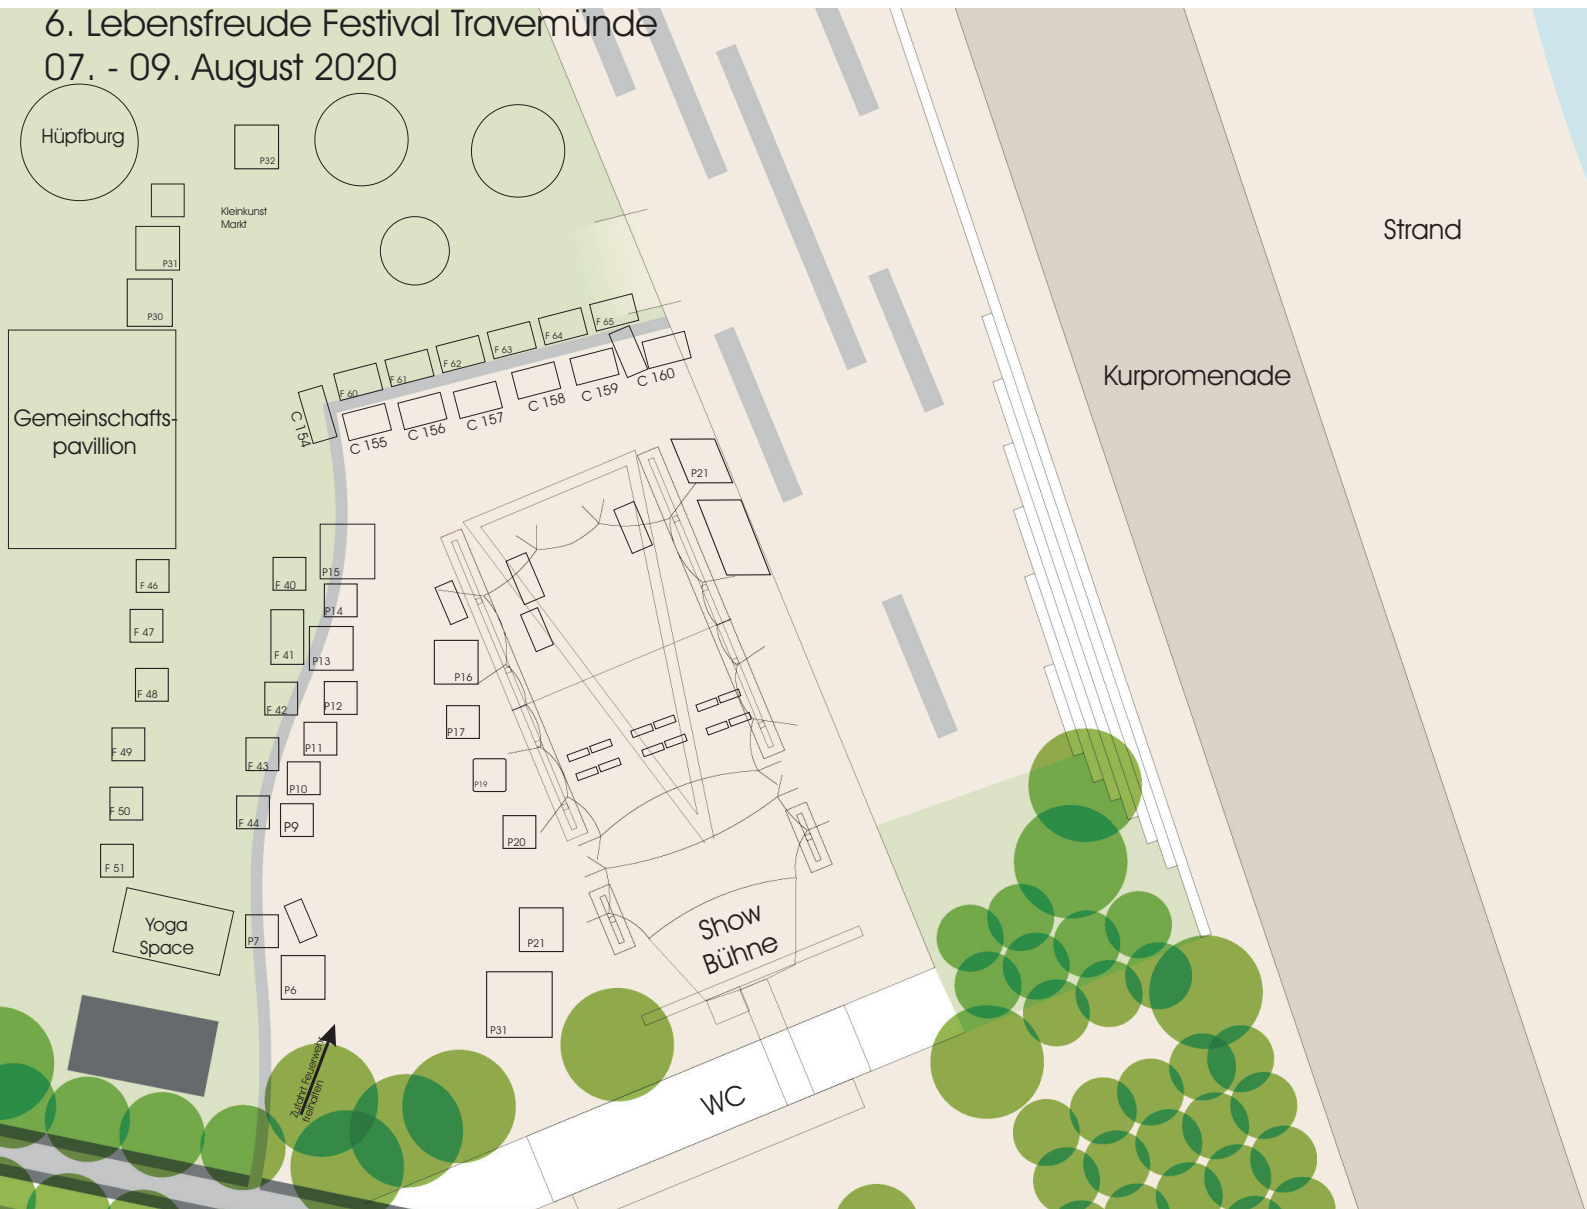 6. Lebensfreude Festival Travemünde
07. - 09. August 2020
Hüpfburg
P32
Kleinkunst
Markt
P31
P30
Strand
Kurpromenade
Gemeinschafts-
pavillion
F 60
F 61
F 62
F 63
F 64
F 65
C 154
C 155
C 156
C 157
C 158
C 159
C 160
P21
P15
F 46
F 40
P14
F 47
F 41
P13
P16
F 48
F 42
P12
P17
F 49
F 43
P11
P10
P19
F 50
F 44
P9
P20
F 51
Yoga
Space
P7
P21
Show
Bühne
P6
P31
Zufahrt Feuerwehr
freihalten
WC